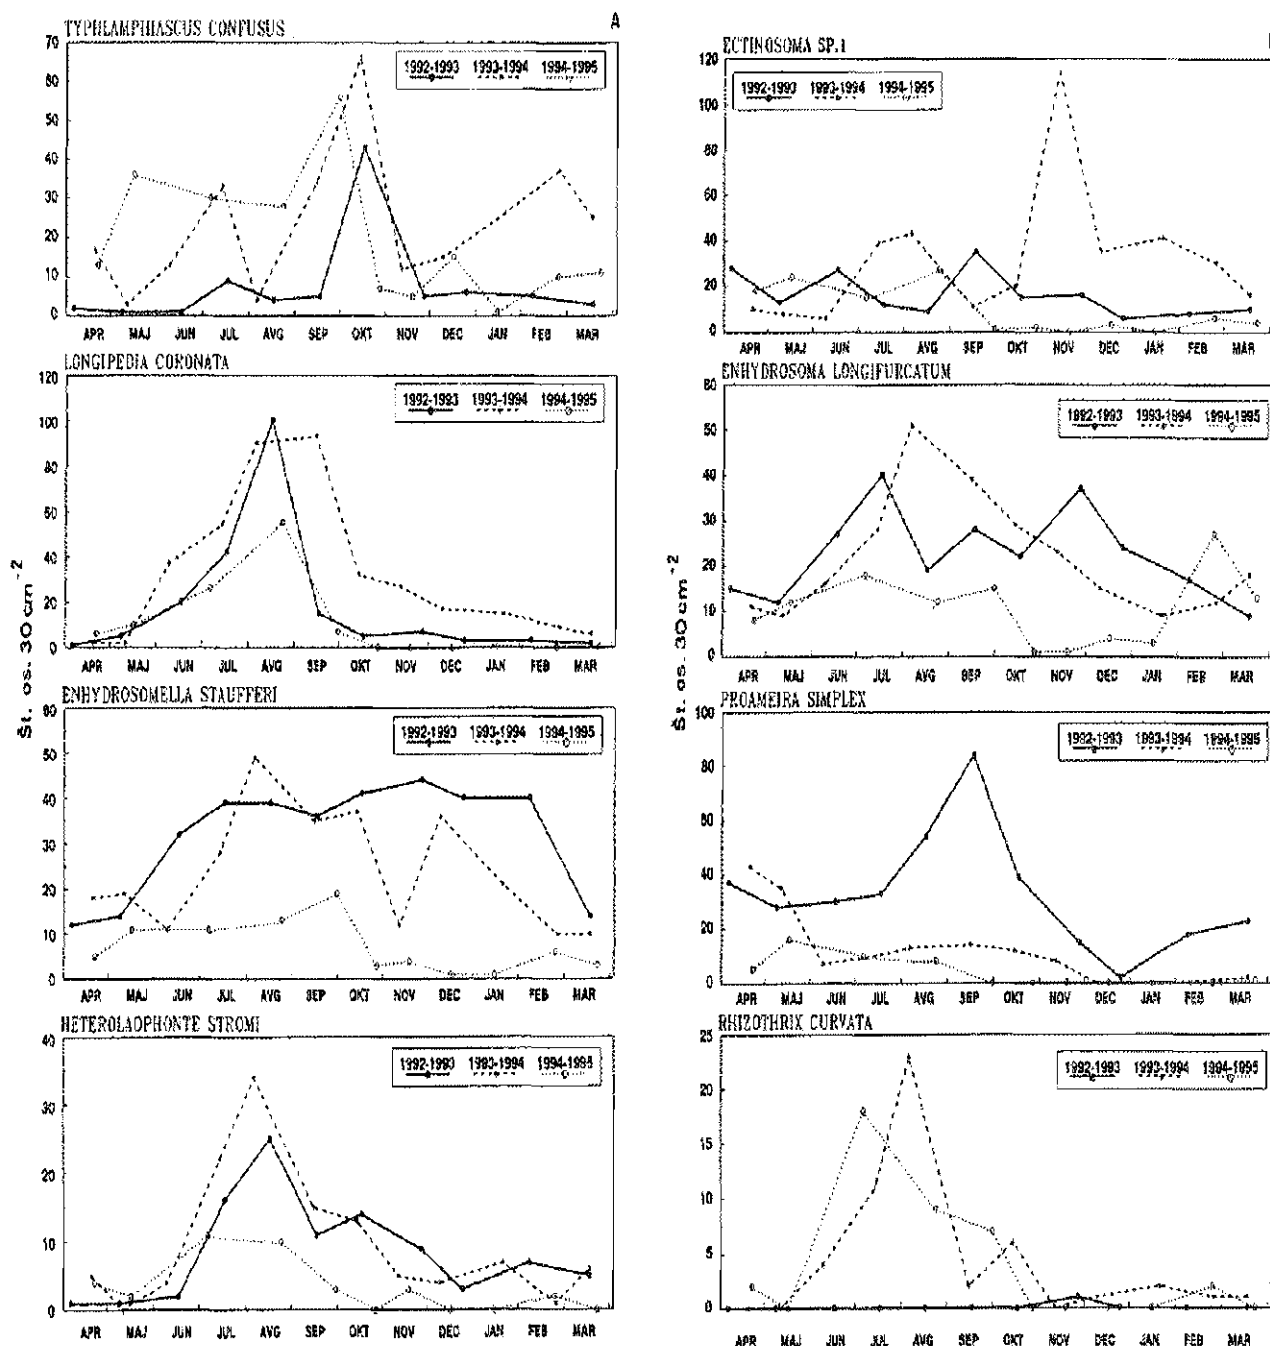 A
TYPHLAMPHIASCUS CONFUSUS
1992-1993 1993-1994 1994-1995
70
60
50
40
30
20
10
0
APR MAJ JUN JUL AVG SEP OKT NOV DEC JAN FEB MAR
LONGIPEDIA CORONATA
1992-1993 1993-1994 1994-1995
120
100
80
60
40
20
0
APR MAJ JUN JUL AVG SEP OKT NOV DEC JAN FEB MAR
Št. os. 30cm⁻²
ENHYDROSOMELLA STAUFFERI
1992-1993 1993-1994 1994-1995
60
50
40
30
20
10
0
APR MAJ JUN JUL AVG SEP OKT NOV DEC JAN FEB MAR
HETEROLAOPHONTE STROMI
1992-1993 1993-1994 1994-1995
40
30
20
10
0
APR MAJ JUN JUL AVG SEP OKT NOV DEC JAN FEB MAR
ECTINOSOMA SP.1
1992-1993 1993-1994 1994-1995
120
100
80
60
40
20
0
APR MAJ JUN JUL AVG SEP OKT NOV DEC JAN FEB MAR
ENHYDROSOMA LONGIFURCATUM
1992-1993 1993-1994 1994-1995
60
50
40
30
20
10
0
APR MAJ JUN JUL AVG SEP OKT NOV DEC JAN FEB MAR
Št. os. 30cm⁻²
PROAMEIRA SIMPLEX
1992-1993 1993-1994 1994-1995
100
80
60
40
20
0
APR MAJ JUN JUL AVG SEP OKT NOV DEC JAN FEB MAR
RHIZOTHRIX CURVATA
1992-1993 1993-1994 1994-1995
25
20
15
10
5
0
APR MAJ JUN JUL AVG SEP OKT NOV DEC JAN FEB MAR